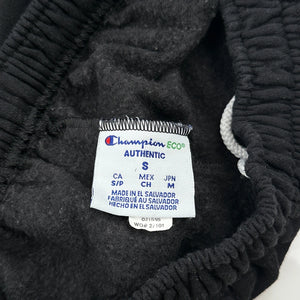 Champion ECO®
AUTHENTIC
S
CA MEX JPN
S/P CH M
MADE IN EL SALVADOR
FABRIQUÉ AU SALVADOR
HECHO EN EL SALVADOR